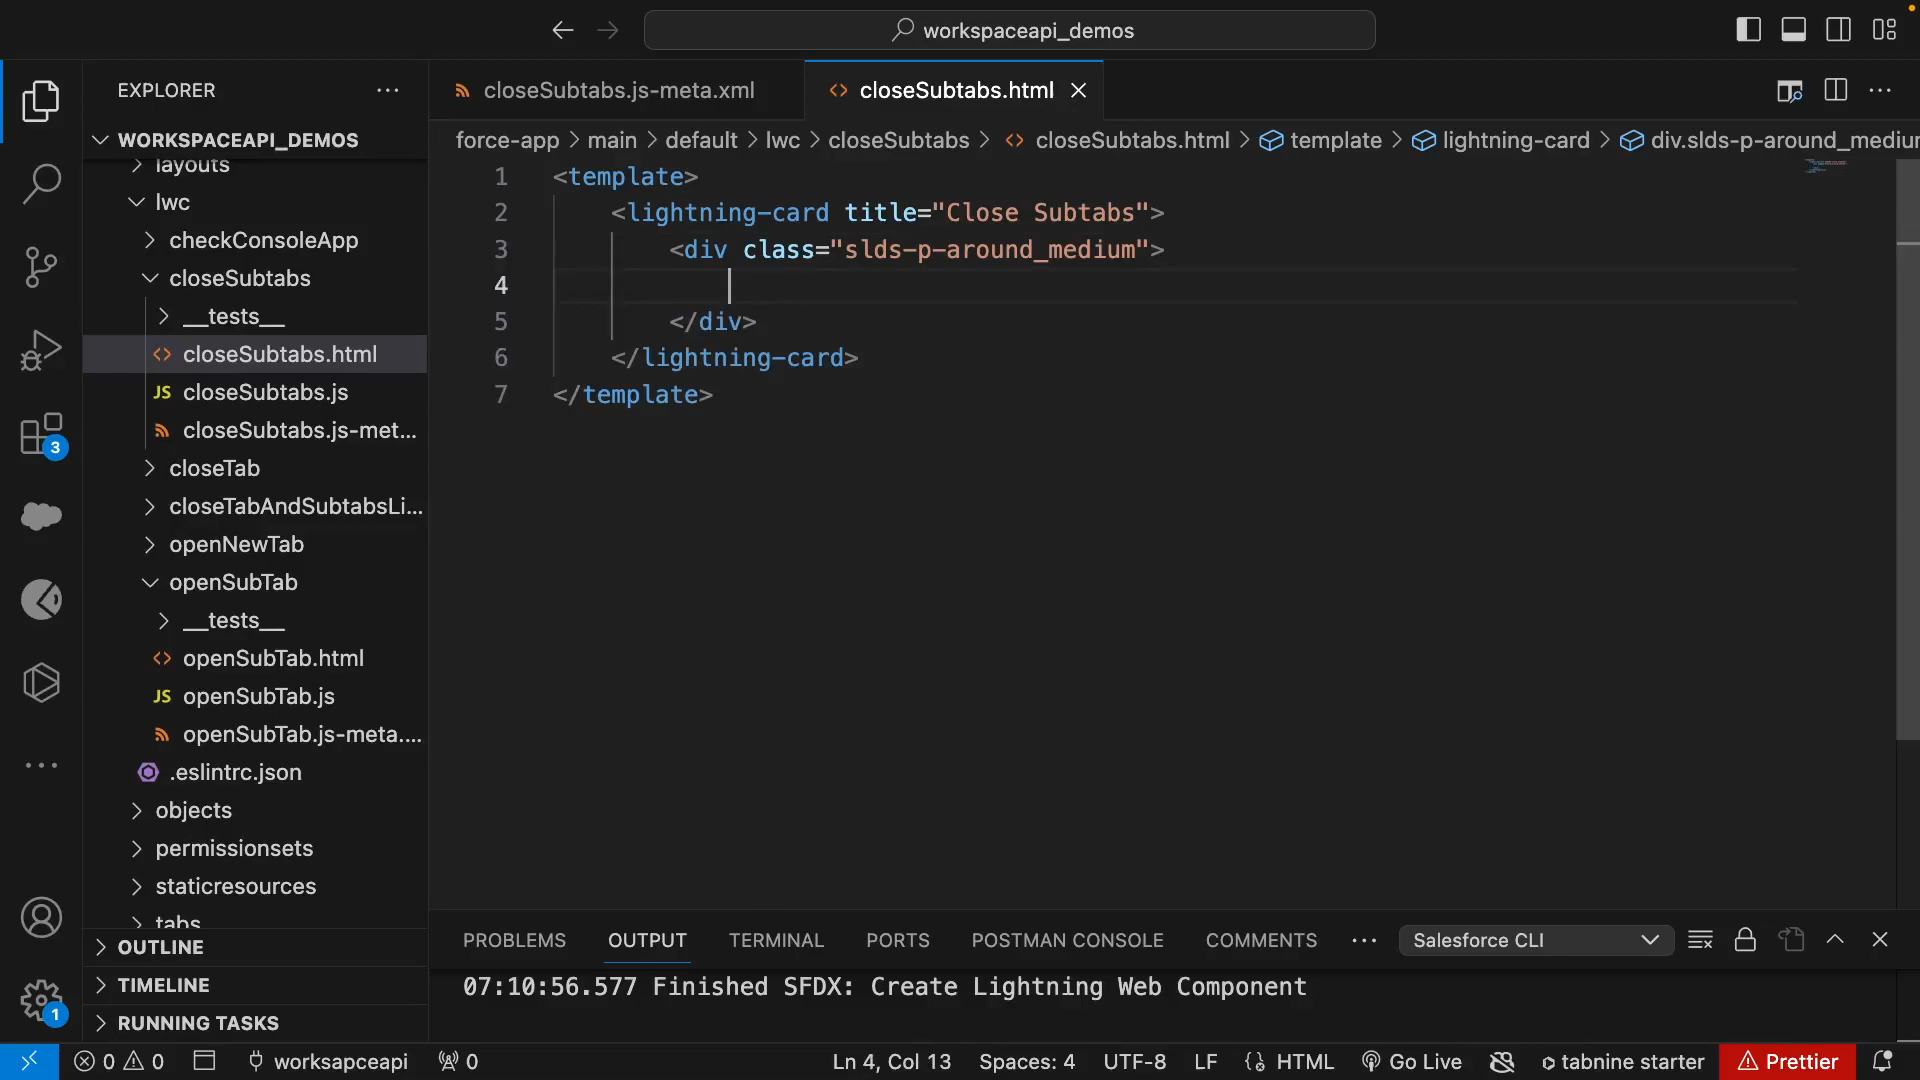 workspaceapi_demos
EXPLORER
WORKSPACEAPI_DEMOS
layouts
lwc
checkConsoleApp
closeSubtabs
__tests__
closeSubtabs.html
closeSubtabs.js
closeSubtabs.js-met...
closeTab
closeTabAndSubtabsLi...
openNewTab
openSubTab
__tests__
openSubTab.html
openSubTab.js
openSubTab.js-meta....
.eslintrc.json
objects
permissionsets
staticresources
tabs
OUTLINE
TIMELINE
RUNNING TASKS
3
1
closeSubtabs.js-meta.xml closeSubtabs.html
force-app > main > default > lwc > closeSubtabs > closeSubtabs.html > template > lightning-card > div.slds-p-around_medium
1 <template>
2 <lightning-card title="Close Subtabs">
3 <div class="slds-p-around_medium">
4
5 </div>
6 </lightning-card>
7 </template>
PROBLEMS OUTPUT TERMINAL PORTS POSTMAN CONSOLE COMMENTS ... Salesforce CLI
07:10:56.577 Finished SFDX: Create Lightning Web Component
0 0 worksapceapi 0 Ln 4, Col 13 Spaces: 4 UTF-8 LF HTML Go Live tabnine starter Prettier